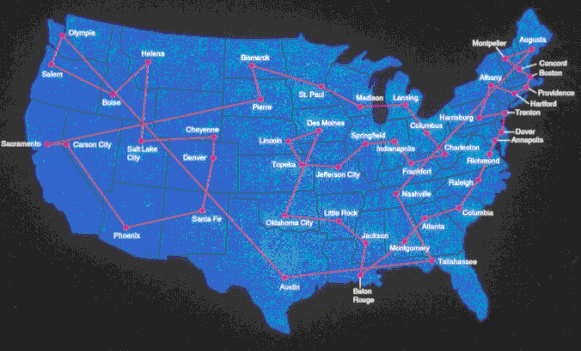 Olympia
Salem
Helena
Boise
Bismarck
Pierre
St. Paul
Madison
Lansing
Montpelier
Augusta
Concord
Boston
Providence
Hartford
Albany
Trenton
Harrisburg
Dover
Annapolis
Sacramento
Carson City
Salt Lake
City
Cheyenne
Denver
Lincoln
Des Moines
Topeka
Springfield
Jefferson City
Indianapolis
Columbus
Charleston
Frankfort
Richmond
Raleigh
Nashville
Phoenix
Santa Fe
Oklahoma City
Little Rock
Jackson
Atlanta
Columbia
Montgomery
Tallahassee
Austin
Baton
Rouge